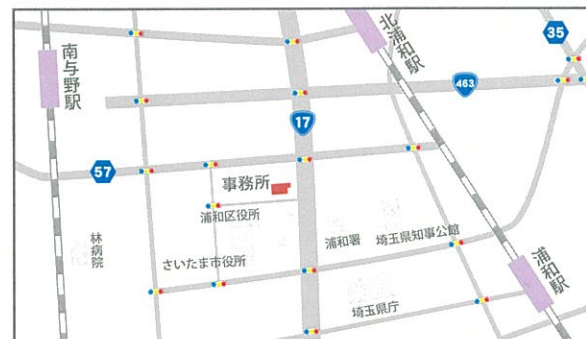 北浦和駅
35
南与野駅
463
17
57
事務所
浦和区役所
林病院
浦和署
埼玉県知事公館
さいたま市役所
浦和駅
埼玉県庁